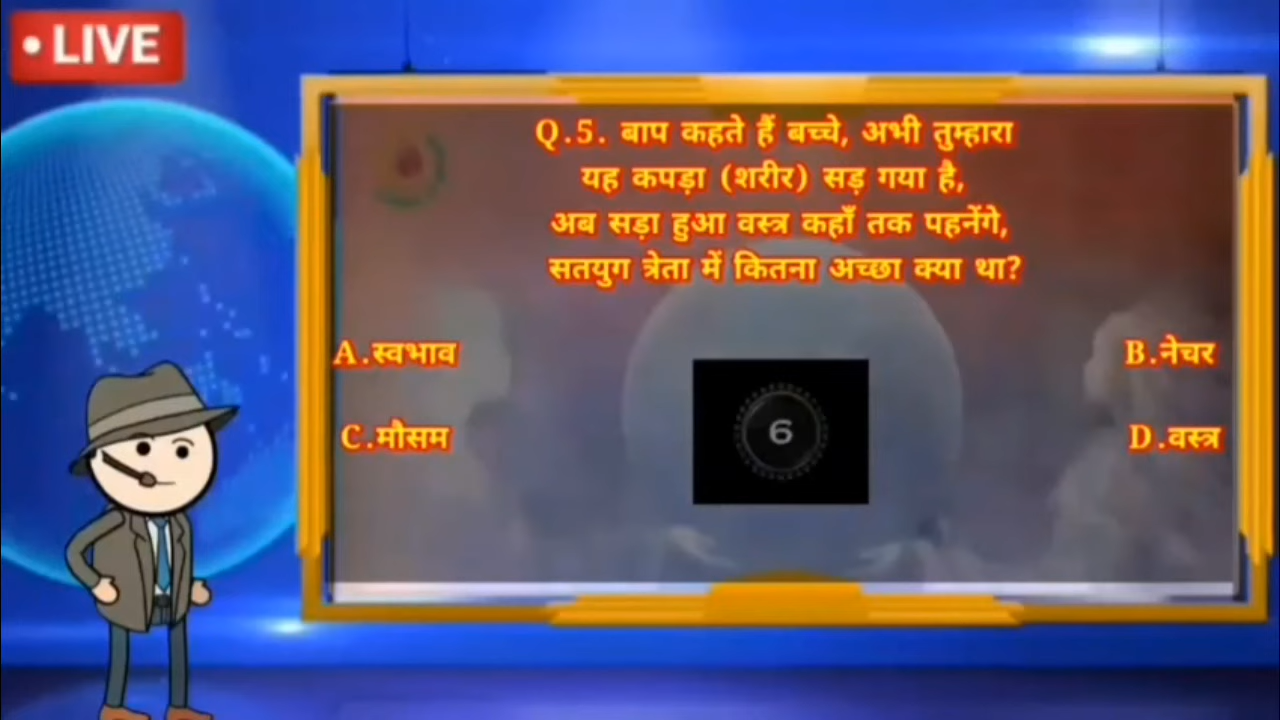 • LIVE
Q.5. बाप कहते हैं बच्चे, अभी तुम्हारा
यह कपड़ा (शरीर) सड़ गया है,
अब सड़ा हुआ वस्त्र कहाँ तक पहनेंगे,
सतयुग त्रेता में कितना अच्छा क्या था?
A.स्वभाव
B.नेचर
6
C.मौसम
D.वस्त्र